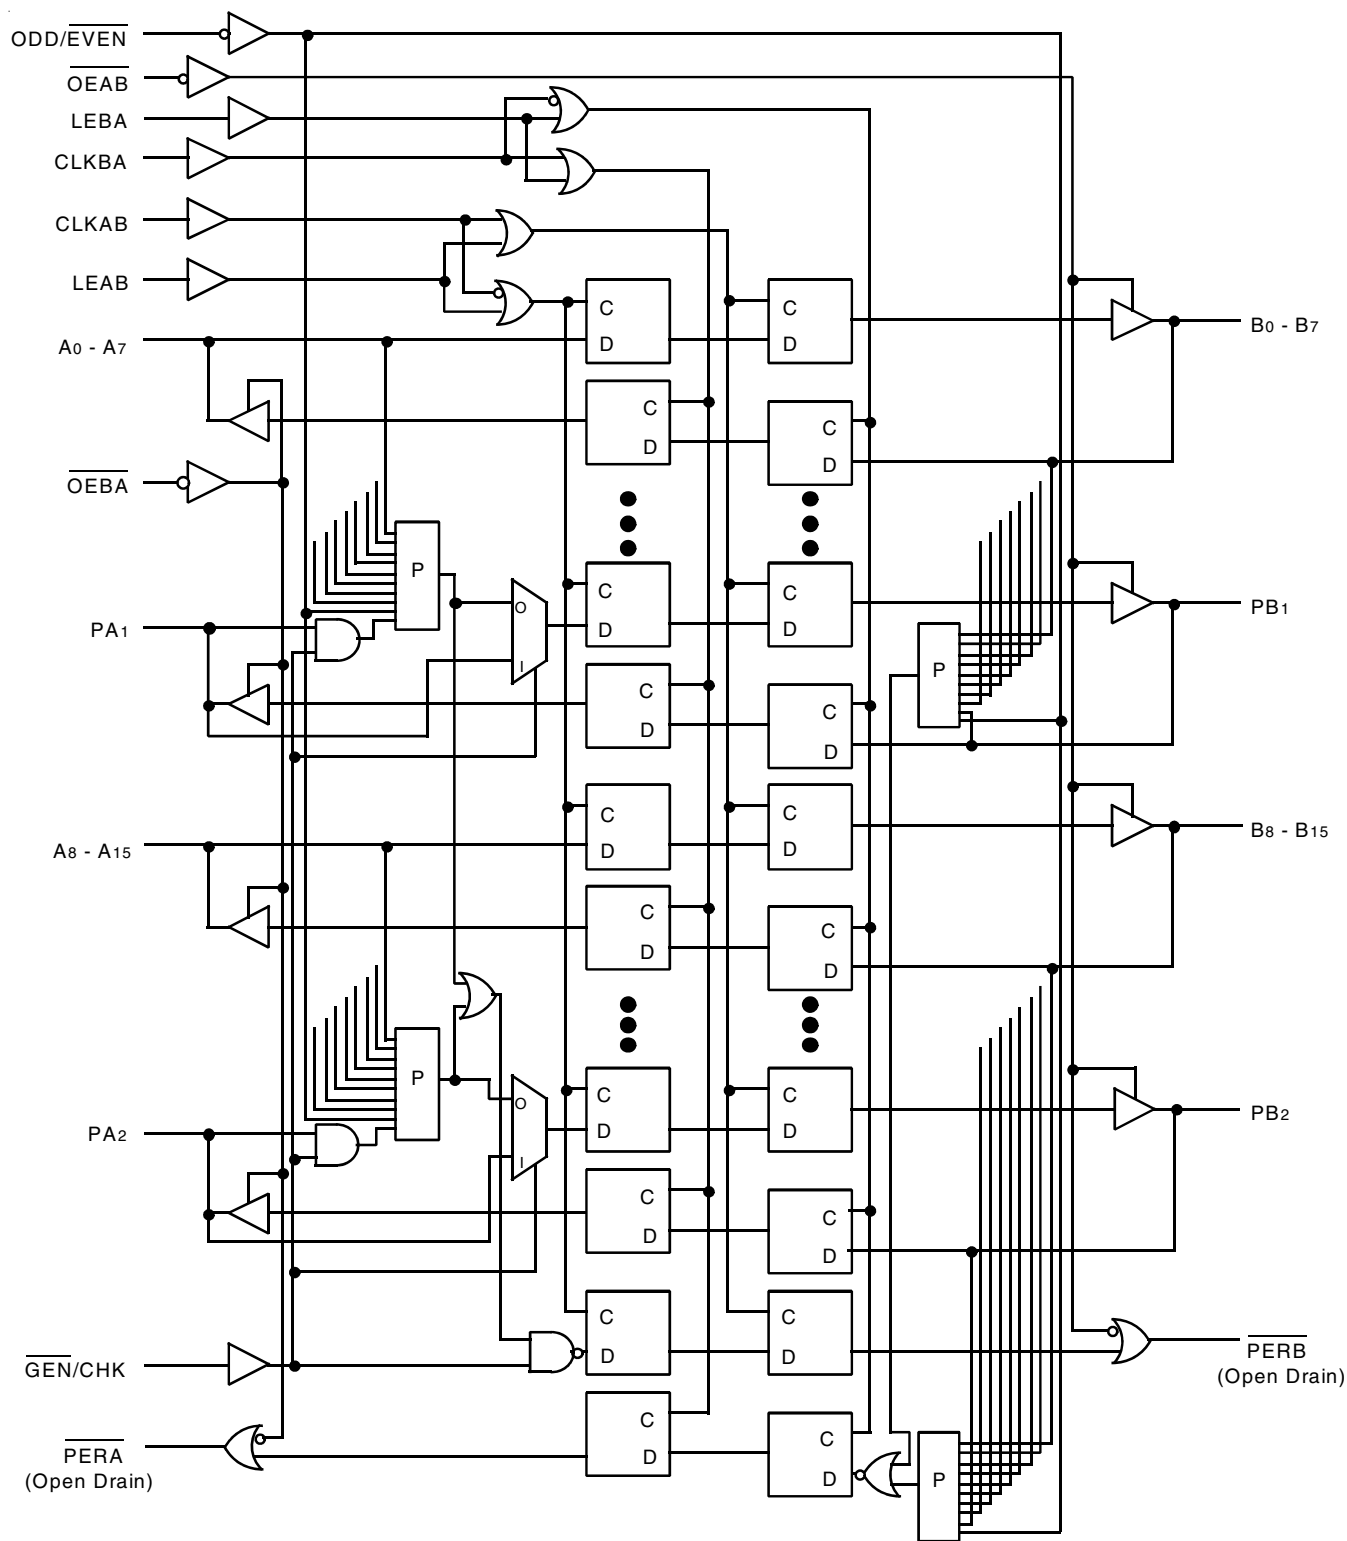 ODD/EVEN
OEAB
LEBA
CLKBA
CLKAB
LEAB
C
C
B0 - B7
A0 - A7
D
D
C
C
D
D
OEBA
P
C
C
O
PB1
PA1
D
D
I
P
C
C
D
D
C
C
B8 - B15
A8 - A15
D
D
C
C
D
D
P
C
C
O
PB2
PA2
D
D
I
C
C
D
D
C
C
PERB
(Open Drain)
GEN/CHK
D
D
C
C
PERA
(Open Drain)
D
D
P